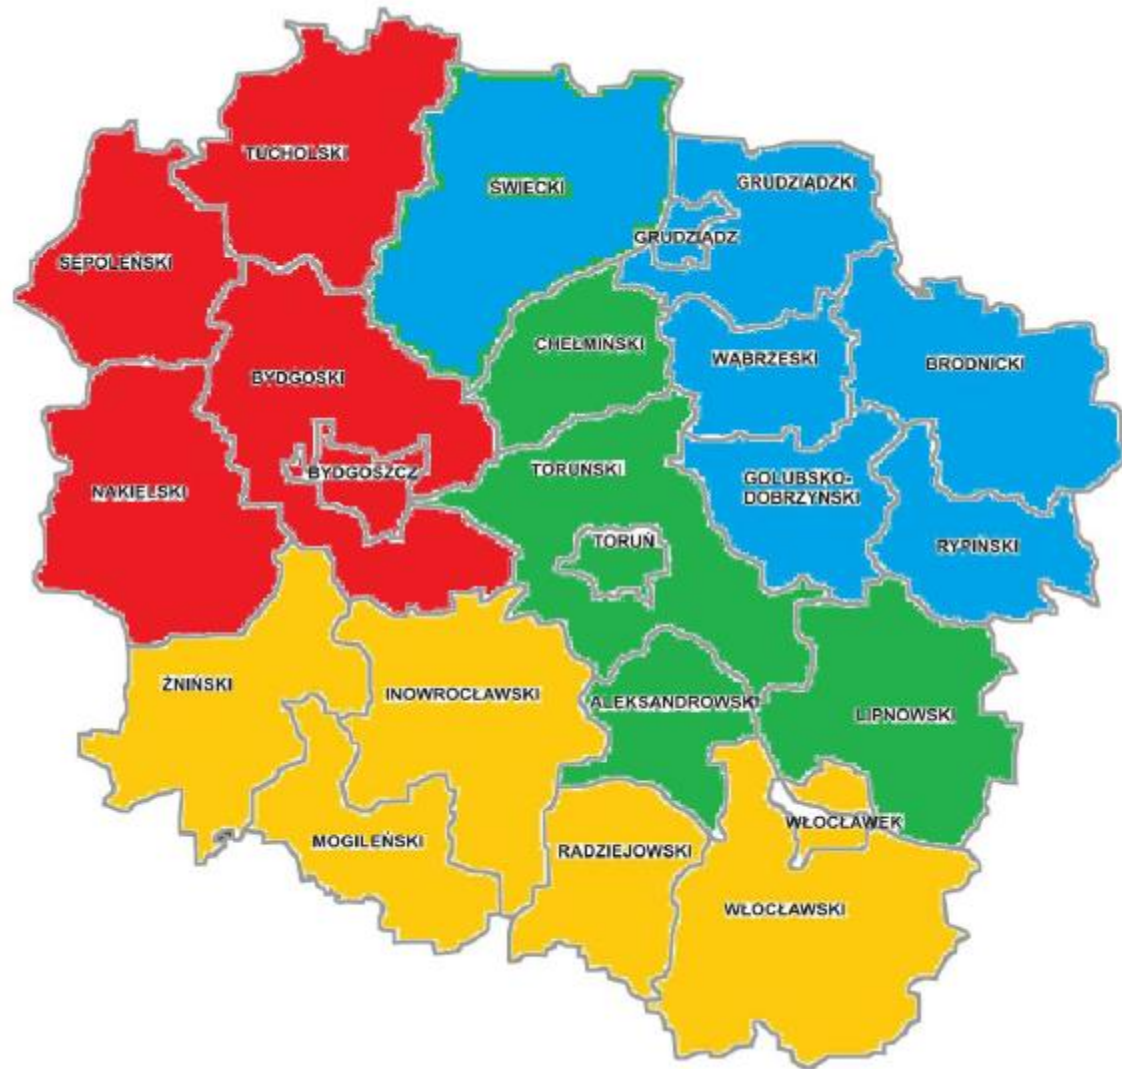 TUCHOLSKI
ŚWIECKI
GRUDZIĄDZKI
GRUDZIĄDZ
SĘPOLEŃSKI
CHEŁMIŃSKI
WĄBRZESKI
BRODNICKI
BYDGOSKI
BYDGOSZCZ
TORUŃSKI
GOLUBSKO-
DOBRZYŃSKI
NAKIELSKI
TORUŃ
RYPIŃSKI
ŻNIŃSKI
INOWROCŁAWSKI
ALEKSANDROWSKI
LIPNOWSKI
WŁOCŁAWEK
MOGILEŃSKI
RADZIEJOWSKI
WŁOCŁAWSKI